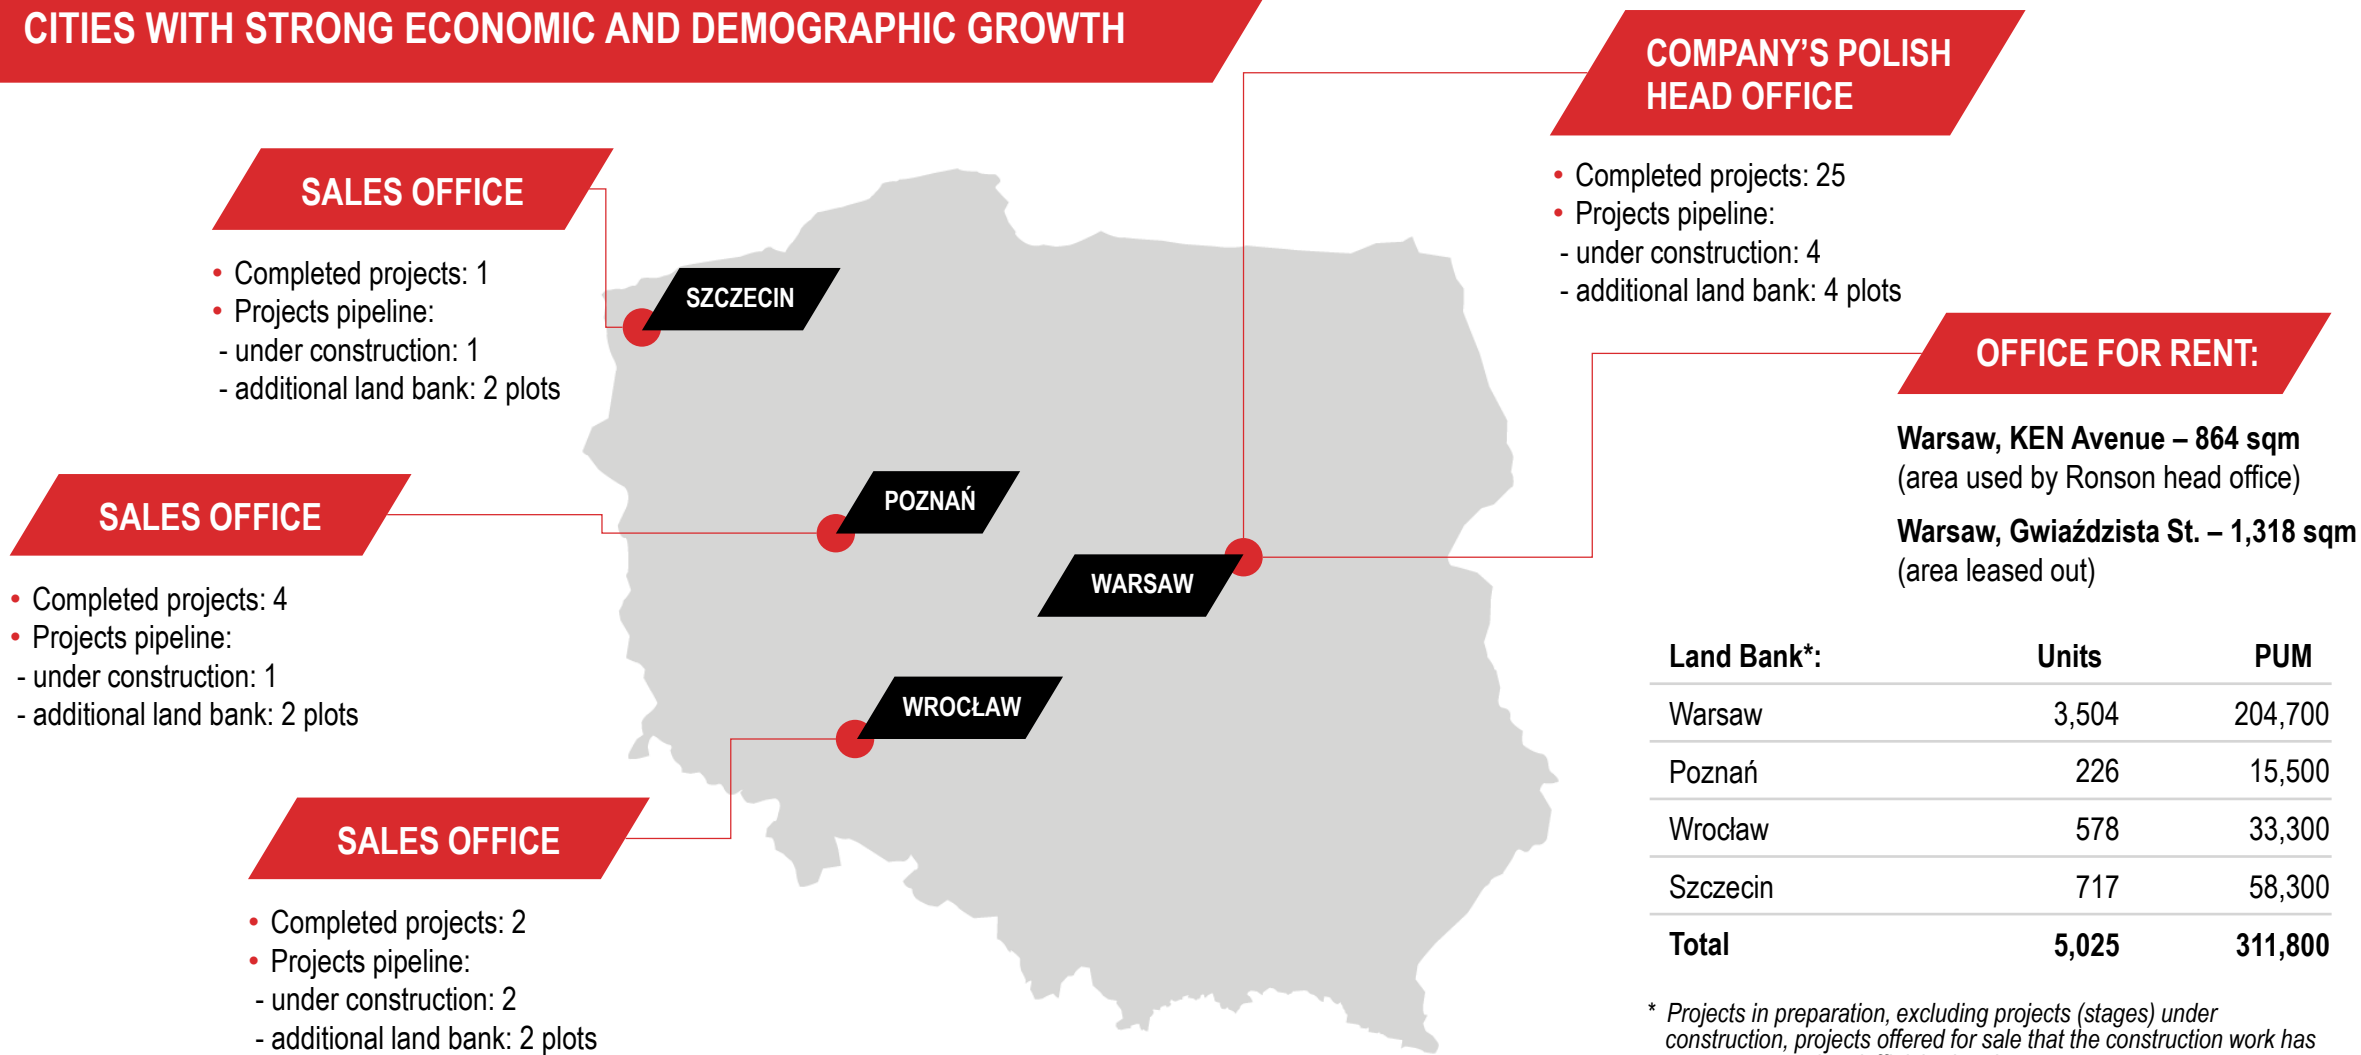 CITIES WITH STRONG ECONOMIC AND DEMOGRAPHIC GROWTH
COMPANY'S POLISH
HEAD OFFICE
• Completed projects: 25
• Projects pipeline:
- under construction: 4
- additional land bank: 4 plots
SALES OFFICE
• Completed projects: 1
• Projects pipeline:
- under construction: 1
- additional land bank: 2 plots
SZCZECIN
OFFICE FOR RENT:
Warsaw, KEN Avenue – 864 sqm
(area used by Ronson head office)
Warsaw, Gwiaździsta St. – 1,318 sqm
(area leased out)
SALES OFFICE
• Completed projects: 4
• Projects pipeline:
- under construction: 1
- additional land bank: 2 plots
POZNAŃ
WARSAW
WROCŁAW
SALES OFFICE
• Completed projects: 2
• Projects pipeline:
- under construction: 2
- additional land bank: 2 plots
Land Bank*: Units PUM
Warsaw 3,504 204,700
Poznań 226 15,500
Wrocław 578 33,300
Szczecin 717 58,300
Total 5,025 311,800
* Projects in preparation, excluding projects (stages) under
construction, projects offered for sale that the construction work has